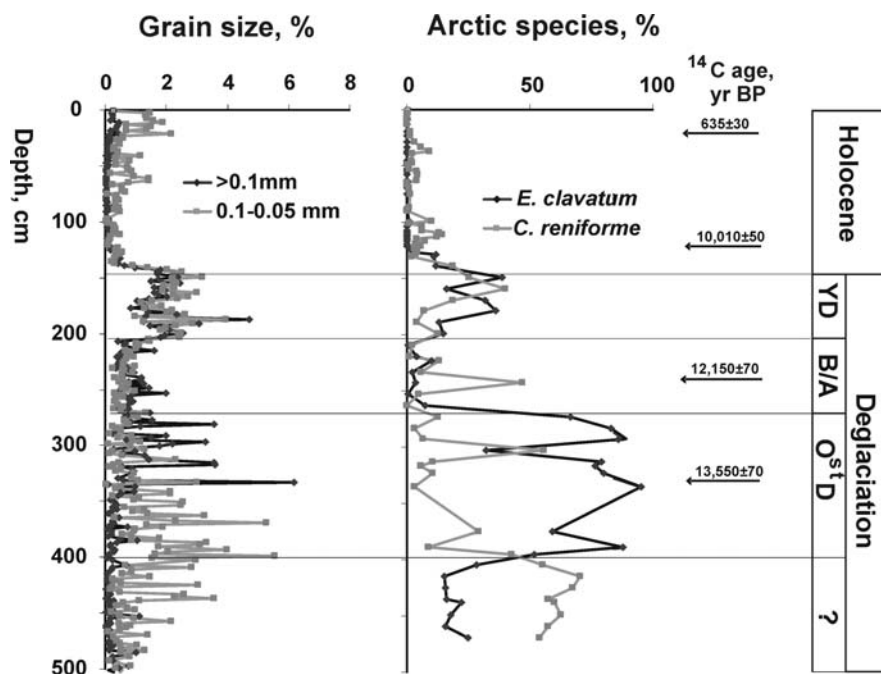 Grain size, %
Arctic species, %
0 2 4 6 8
0 50 100
14 C age,
yr BP
Depth, cm
0
100
200
300
400
500
>0.1mm
0.1-0.05 mm
E. clavatum
C. reniforme
635±30
10,010±50
12,150±70
13,550±70
Holocene
YD
B/A
OstD
?
Deglaciation